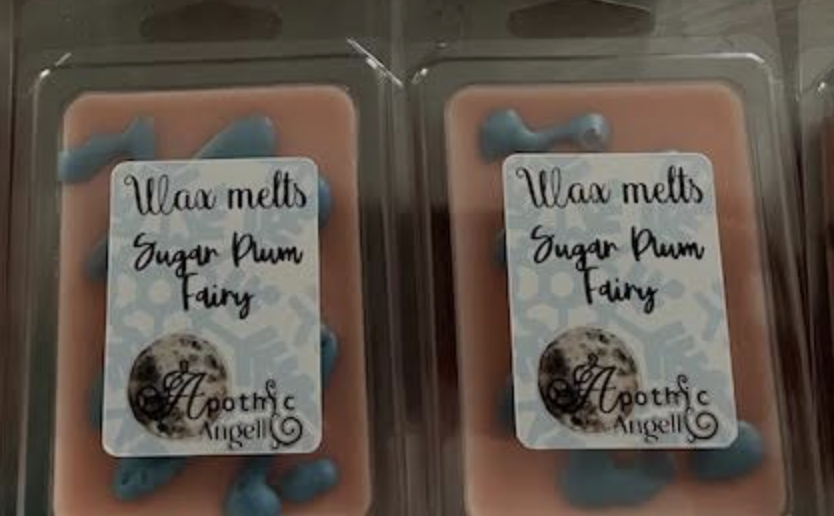 Wax melts
Sugar Plum
Fairy
Apothic
Angell
Wax melts
Sugar Plum
Fairy
Apothic
Angell